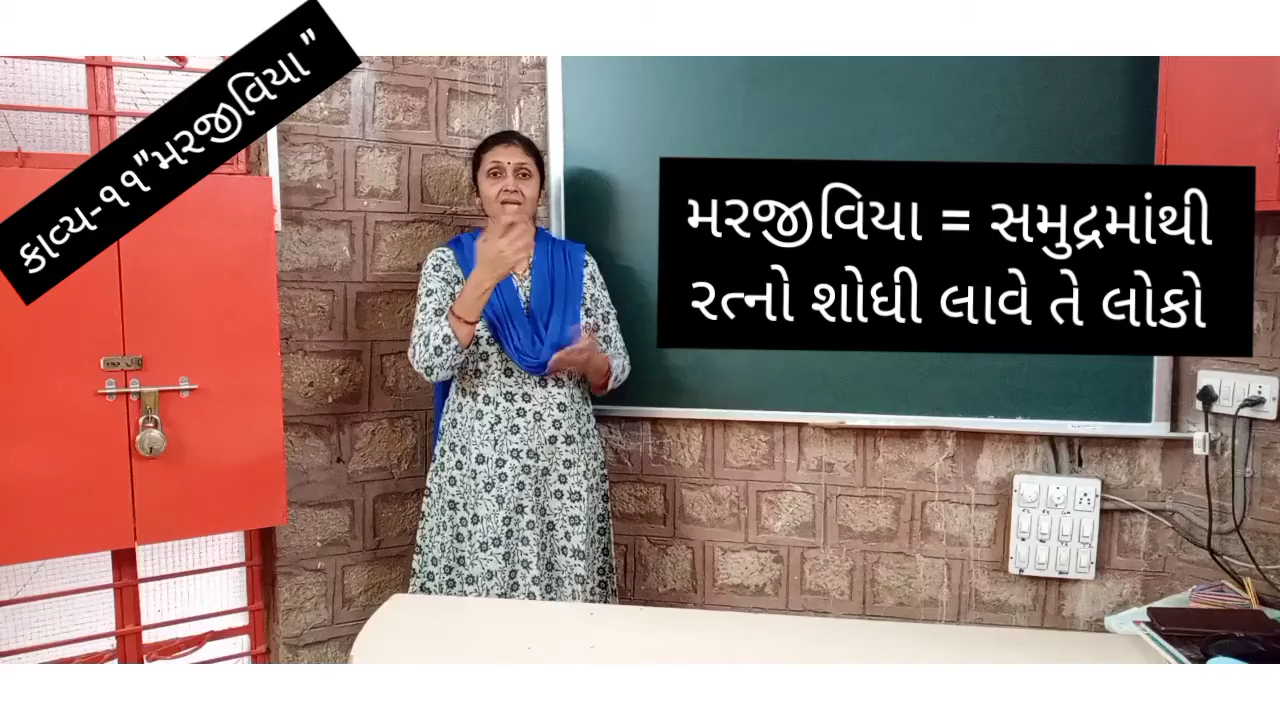 કાવ્ય-૧૧"મરજીવિયા"
મરજીવિયા = સમુદ્રમાંથી
રત્નો શોધી લાવે તે લોકો